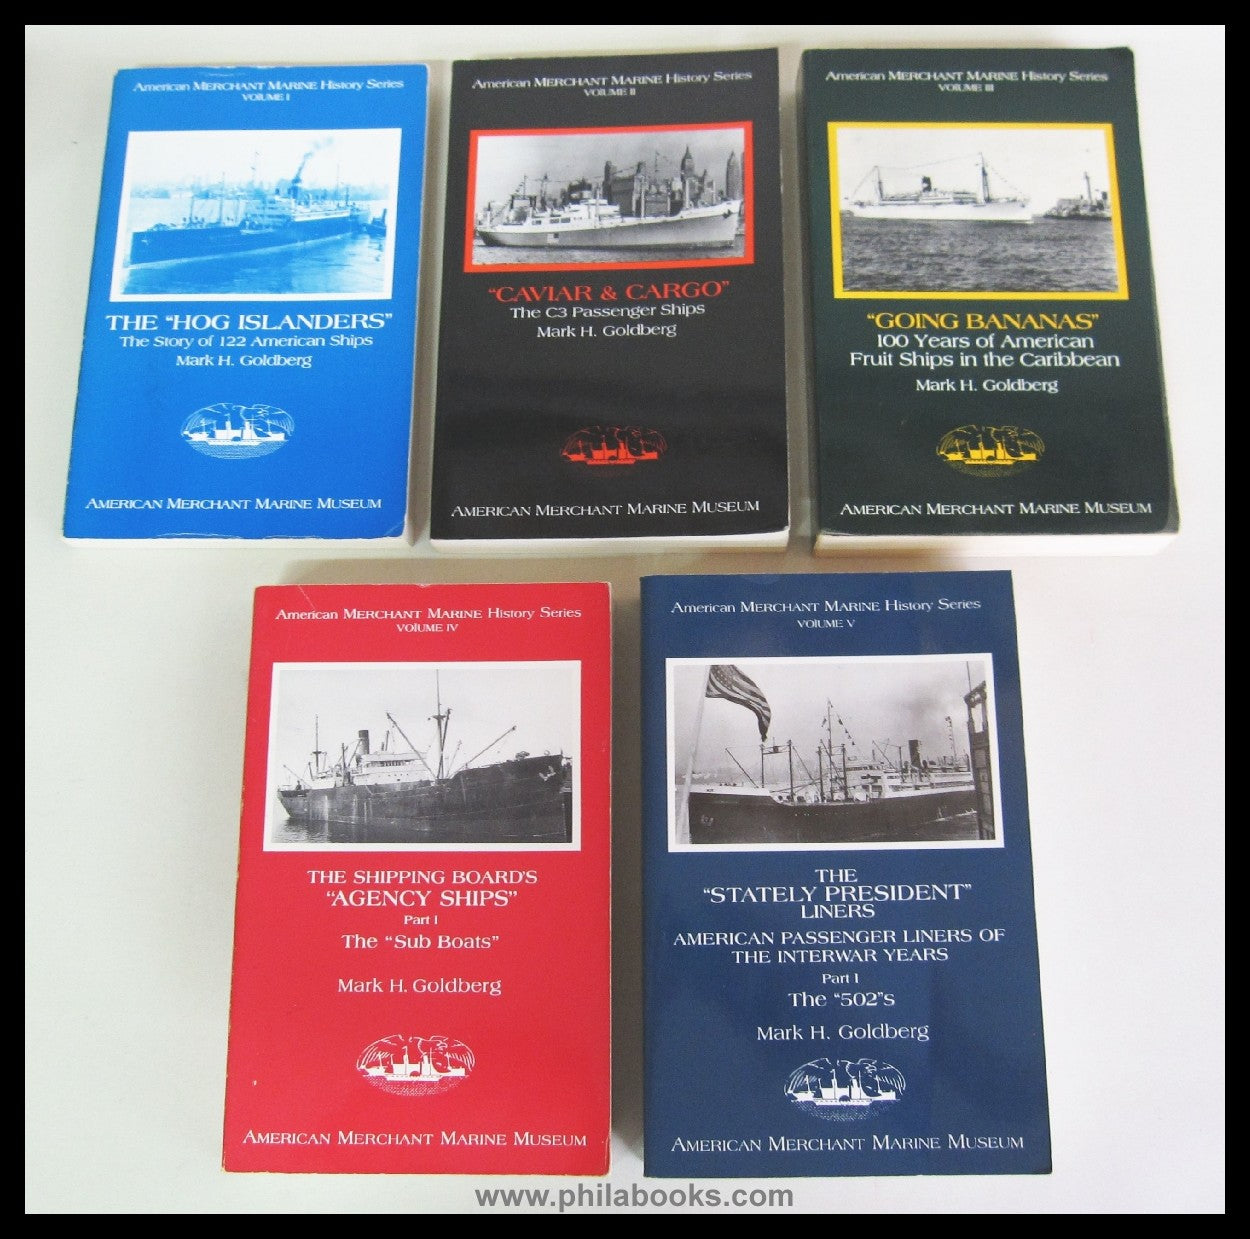 American MERCHANT MARINE History Series
VOLUME I
THE "HOG ISLANDERS"
The Story of 122 American Ships
Mark H. Goldberg
AMERICAN MERCHANT MARINE MUSEUM
American MERCHANT MARINE History Series
VOLUME II
"CAVIAR & CARGO"
The C3 Passenger Ships
Mark H. Goldberg
AMERICAN MERCHANT MARINE MUSEUM
American MERCHANT MARINE History Series
VOLUME III
"GOING BANANAS"
100 Years of American
Fruit Ships in the Caribbean
Mark H. Goldberg
AMERICAN MERCHANT MARINE MUSEUM
American MERCHANT MARINE History Series
VOLUME IV
THE SHIPPING BOARD'S
"AGENCY SHIPS"
Part I
The "Sub Boats"
Mark H. Goldberg
AMERICAN MERCHANT MARINE MUSEUM
American MERCHANT MARINE History Series
VOLUME V
THE
"STATELY PRESIDENT"
LINERS
AMERICAN PASSENGER LINERS OF
THE INTERWAR YEARS
Part I
The "502"s
Mark H. Goldberg
AMERICAN MERCHANT MARINE MUSEUM
www.philabooks.com